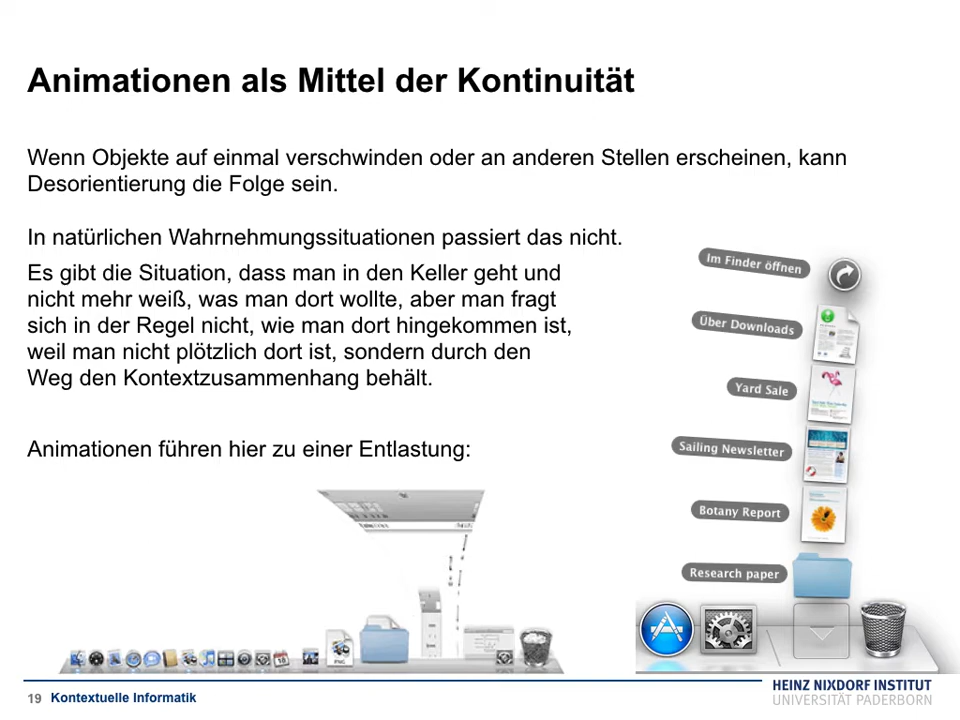 Animationen als Mittel der Kontinuität
Wenn Objekte auf einmal verschwinden oder an anderen Stellen erscheinen, kann
Desorientierung die Folge sein.
In natürlichen Wahrnehmungssituationen passiert das nicht.
Es gibt die Situation, dass man in den Keller geht und
nicht mehr weiß, was man dort wollte, aber man fragt
sich in der Regel nicht, wie man dort hingekommen ist,
weil man nicht plötzlich dort ist, sondern durch den
Weg den Kontextzusammenhang behält.
Animationen führen hier zu einer Entlastung:
Im Finder öffnen
Über Downloads
Yard Sale
Sailing Newsletter
Botany Report
Research paper
PNG
18
19 Kontextuelle Informatik
HEINZ NIXDORF INSTITUT
UNIVERSITÄT PADERBORN